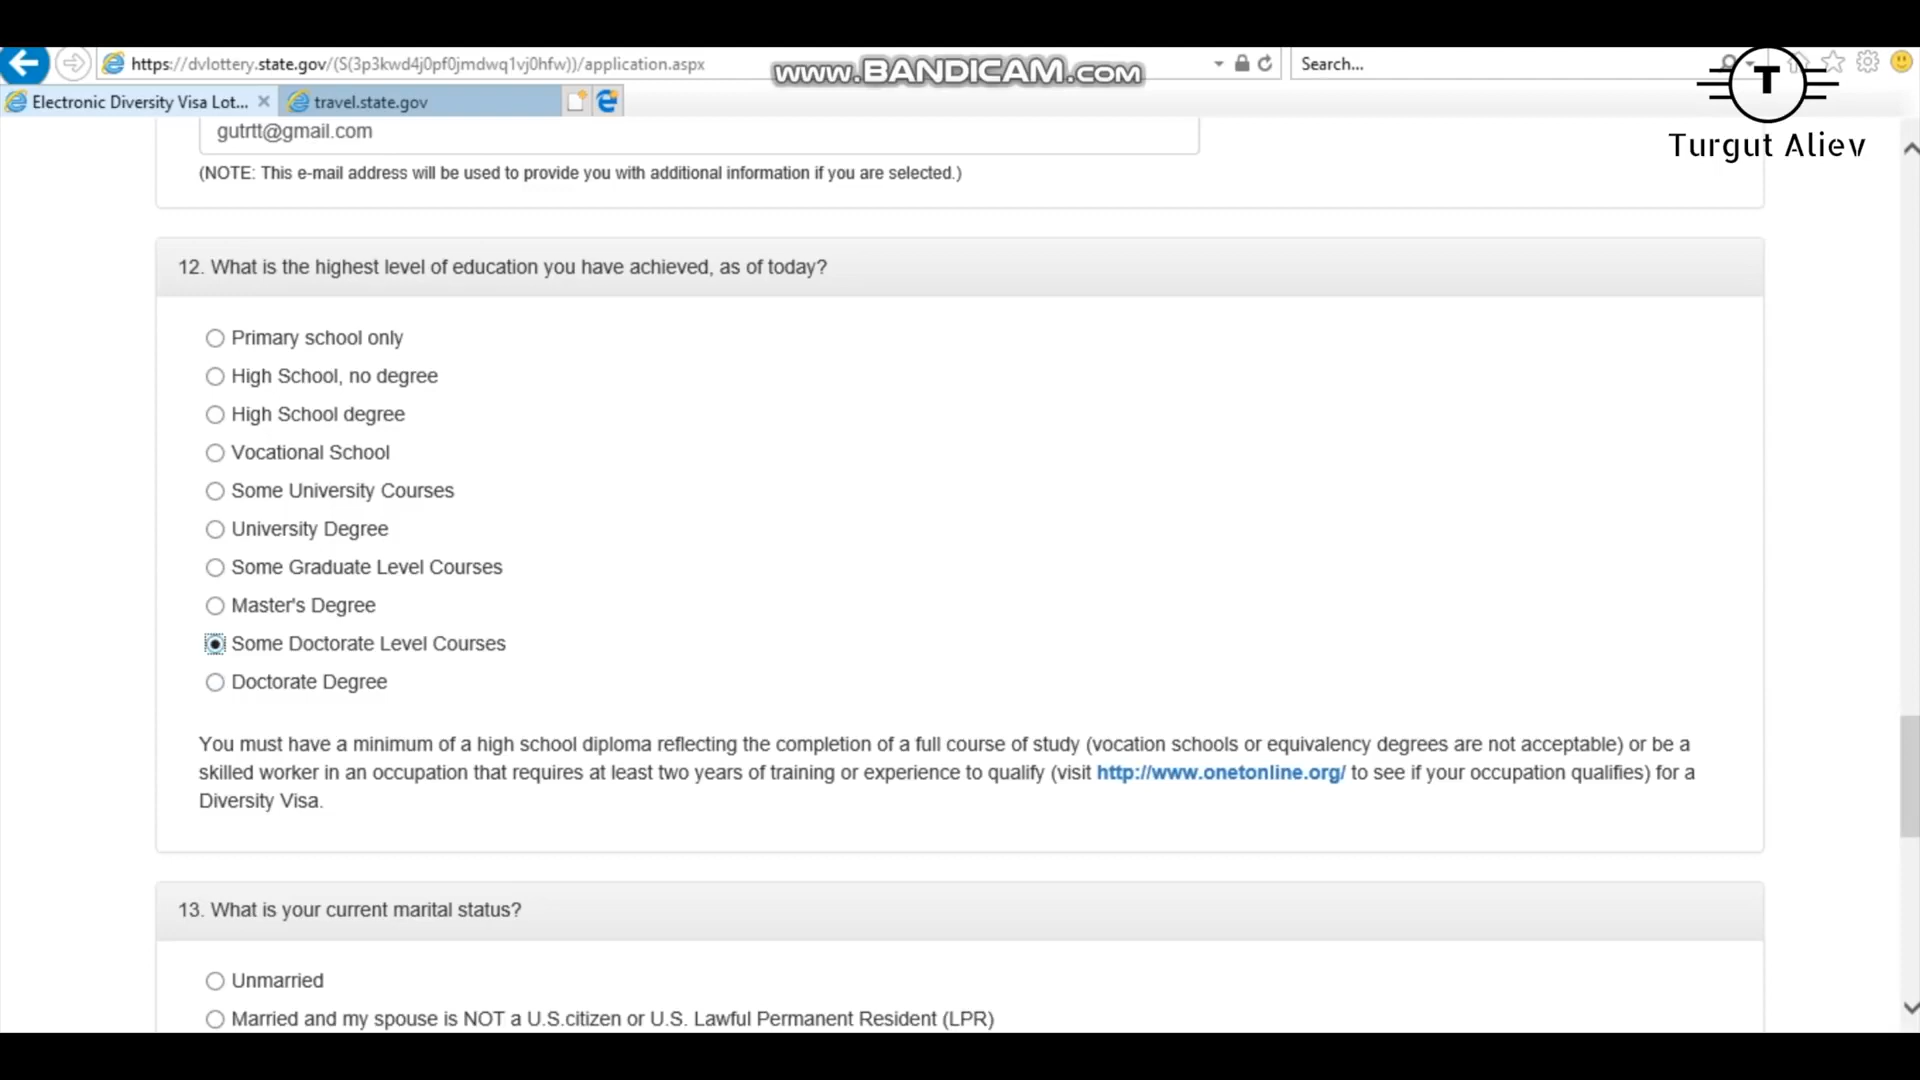 https://dvlottery.state.gov/(S(3p3kwd4j0pf0jmdwq1vj0hfw))/application.aspx
www.BANDICAM.com
Search...
Electronic Diversity Visa Lot...
travel.state.gov
T
Turgut Aliev
gutrtt@gmail.com
(NOTE: This e-mail address will be used to provide you with additional information if you are selected.)
12. What is the highest level of education you have achieved, as of today?
Primary school only
High School, no degree
High School degree
Vocational School
Some University Courses
University Degree
Some Graduate Level Courses
Master's Degree
Some Doctorate Level Courses
Doctorate Degree
You must have a minimum of a high school diploma reflecting the completion of a full course of study (vocation schools or equivalency degrees are not acceptable) or be a
skilled worker in an occupation that requires at least two years of training or experience to qualify (visit http://www.onetonline.org/ to see if your occupation qualifies) for a
Diversity Visa.
13. What is your current marital status?
Unmarried
Married and my spouse is NOT a U.S.citizen or U.S. Lawful Permanent Resident (LPR)